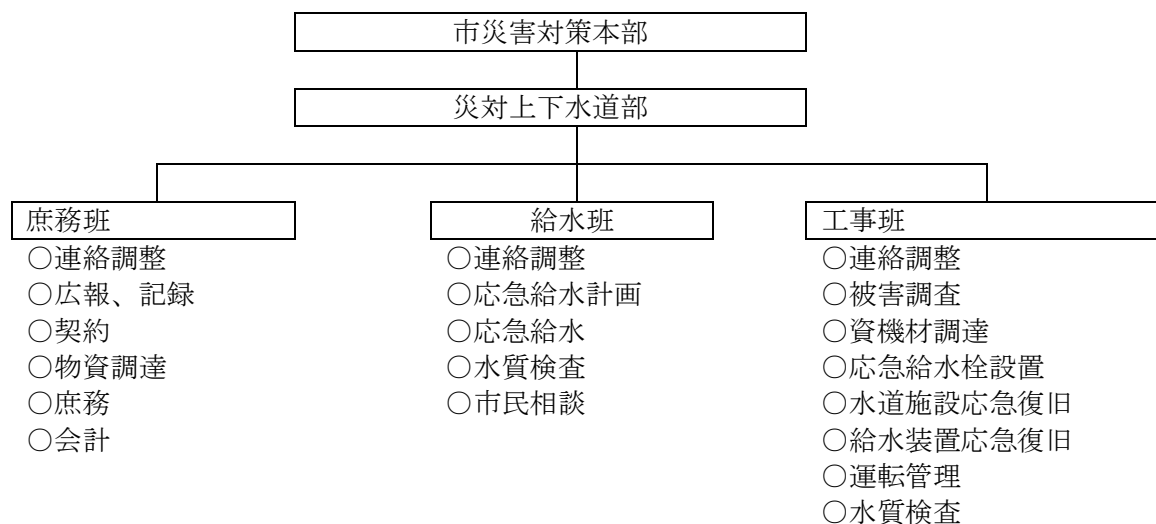 市災害対策本部
災対上下水道部
庶務班
○連絡調整
○広報、記録
○契約
○物資調達
○庶務
○会計
給水班
○連絡調整
○応急給水計画
○応急給水
○水質検査
○市民相談
工事班
○連絡調整
○被害調査
○資機材調達
○応急給水栓設置
○水道施設応急復旧
○給水装置応急復旧
○運転管理
○水質検査